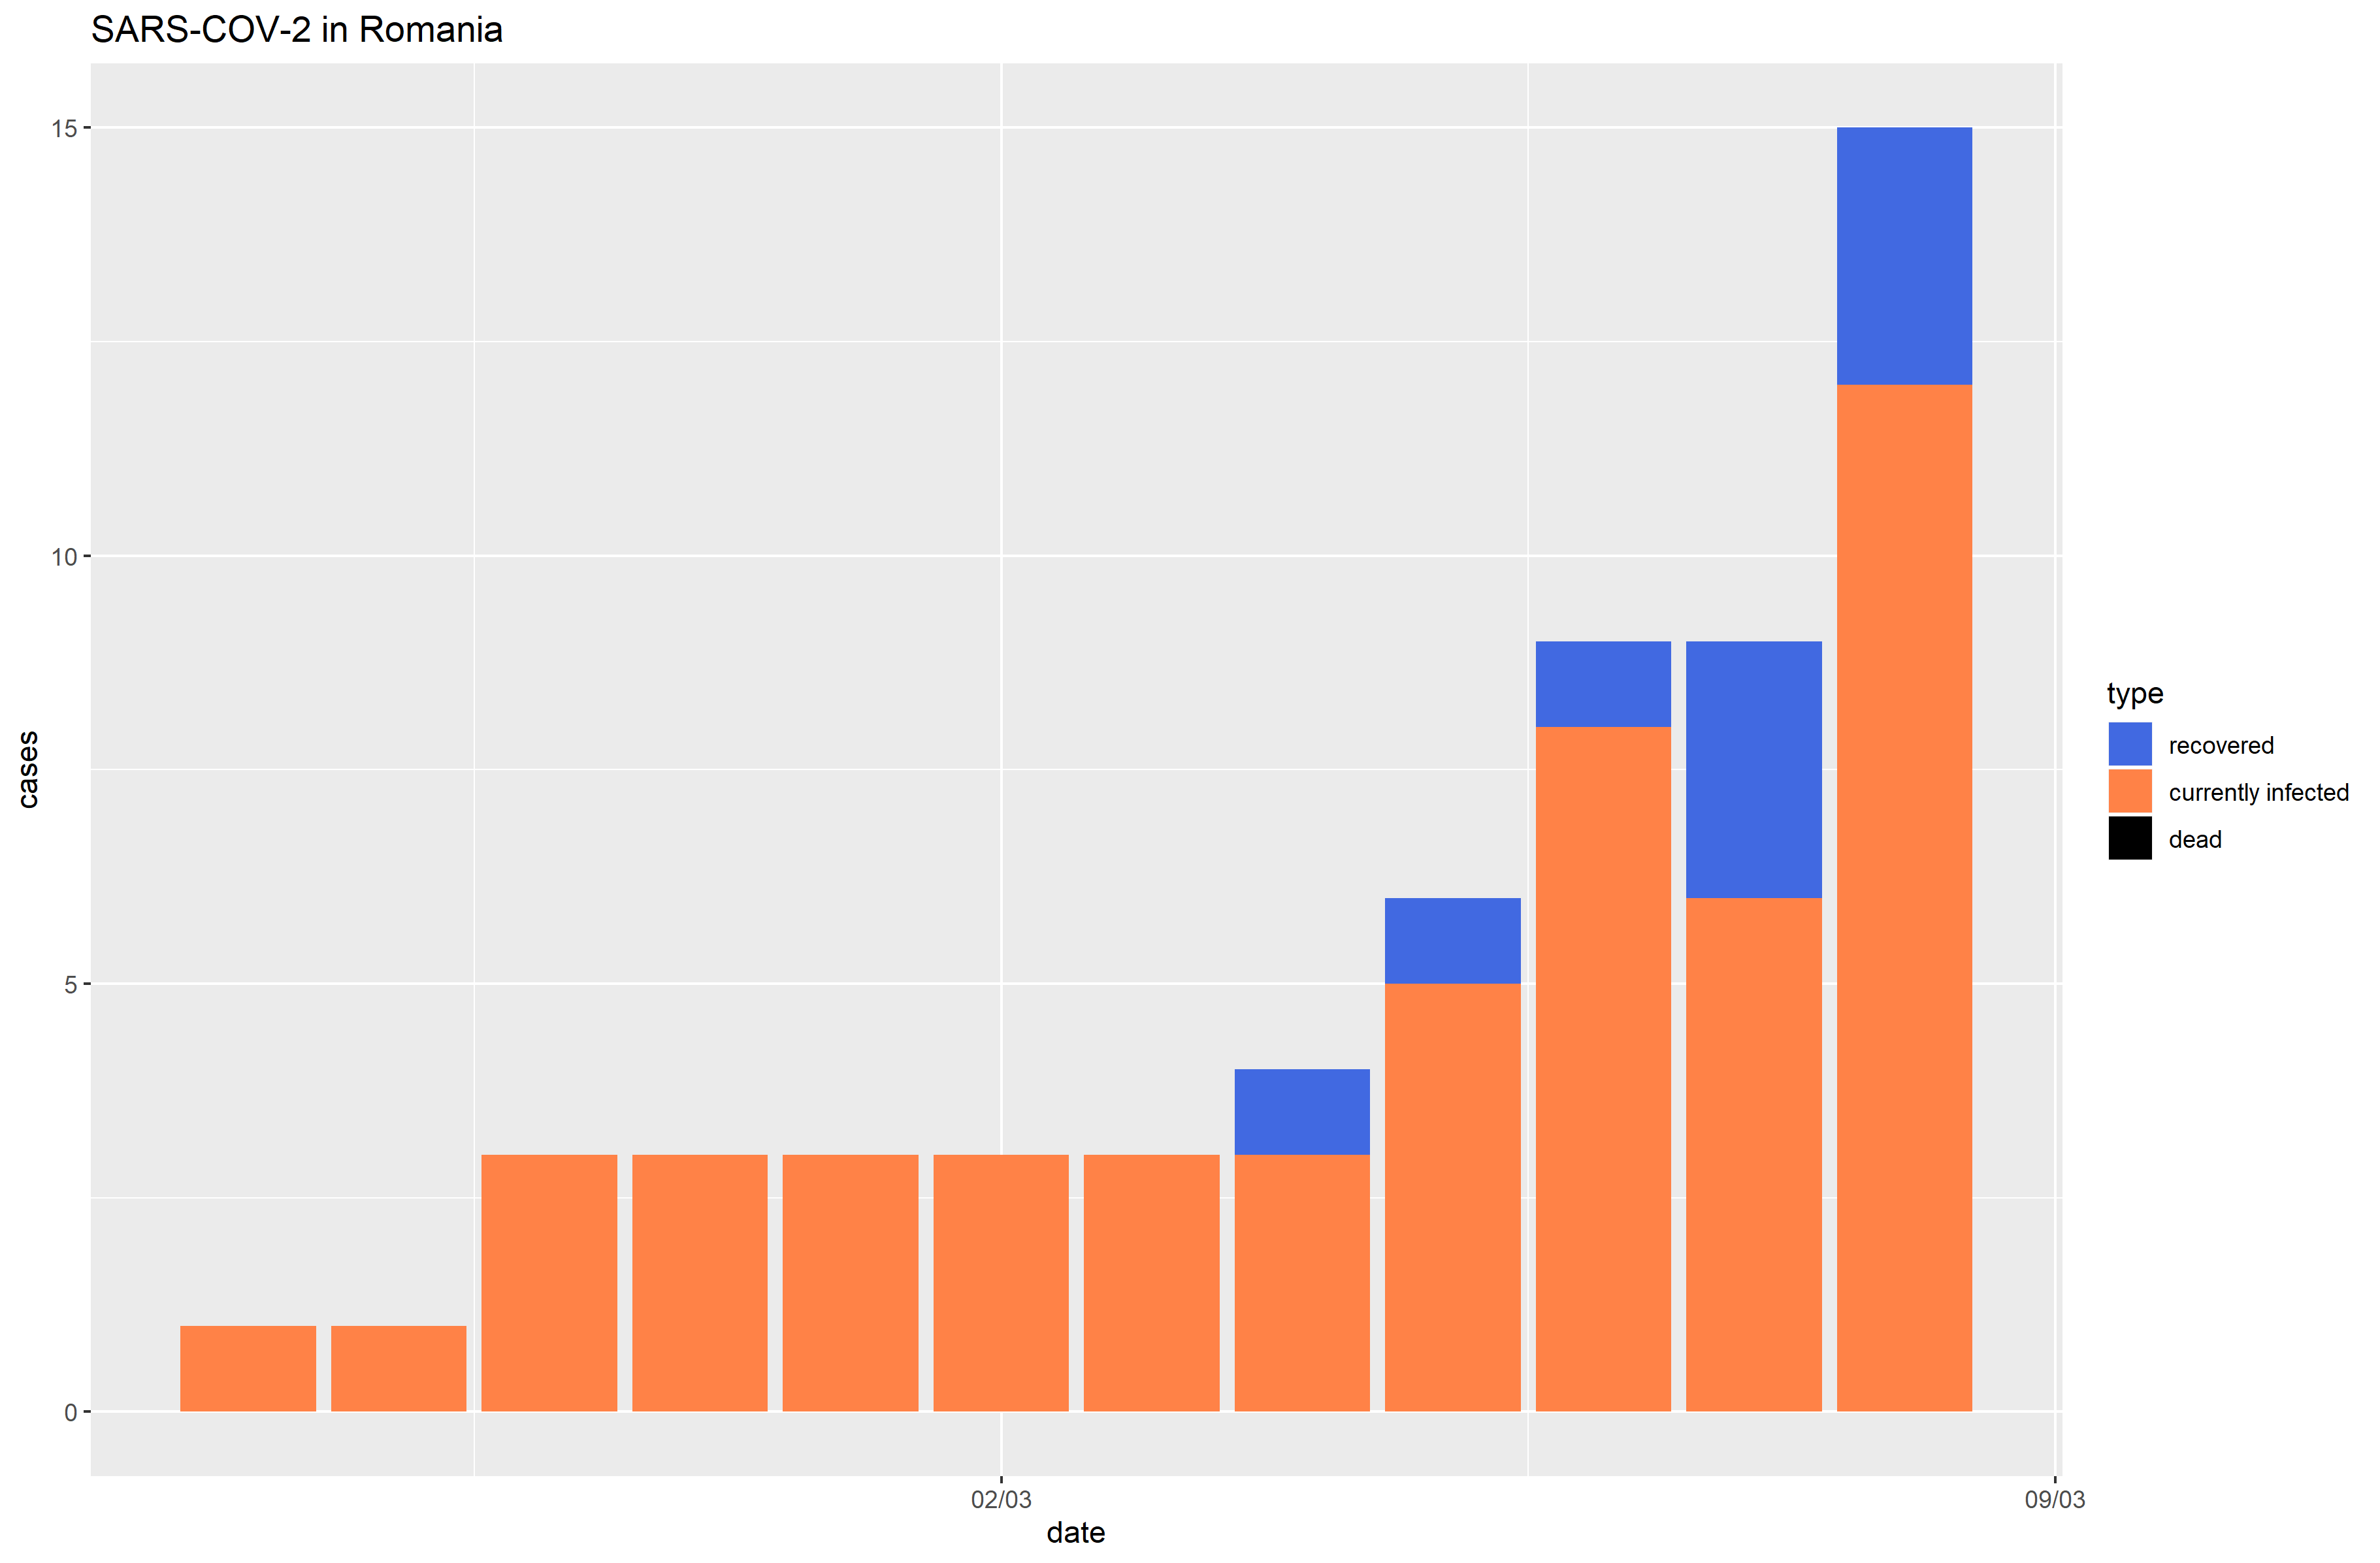 SARS-COV-2 in Romania
15
10
5
0
cases
02/03
09/03
date
type
recovered
currently infected
dead